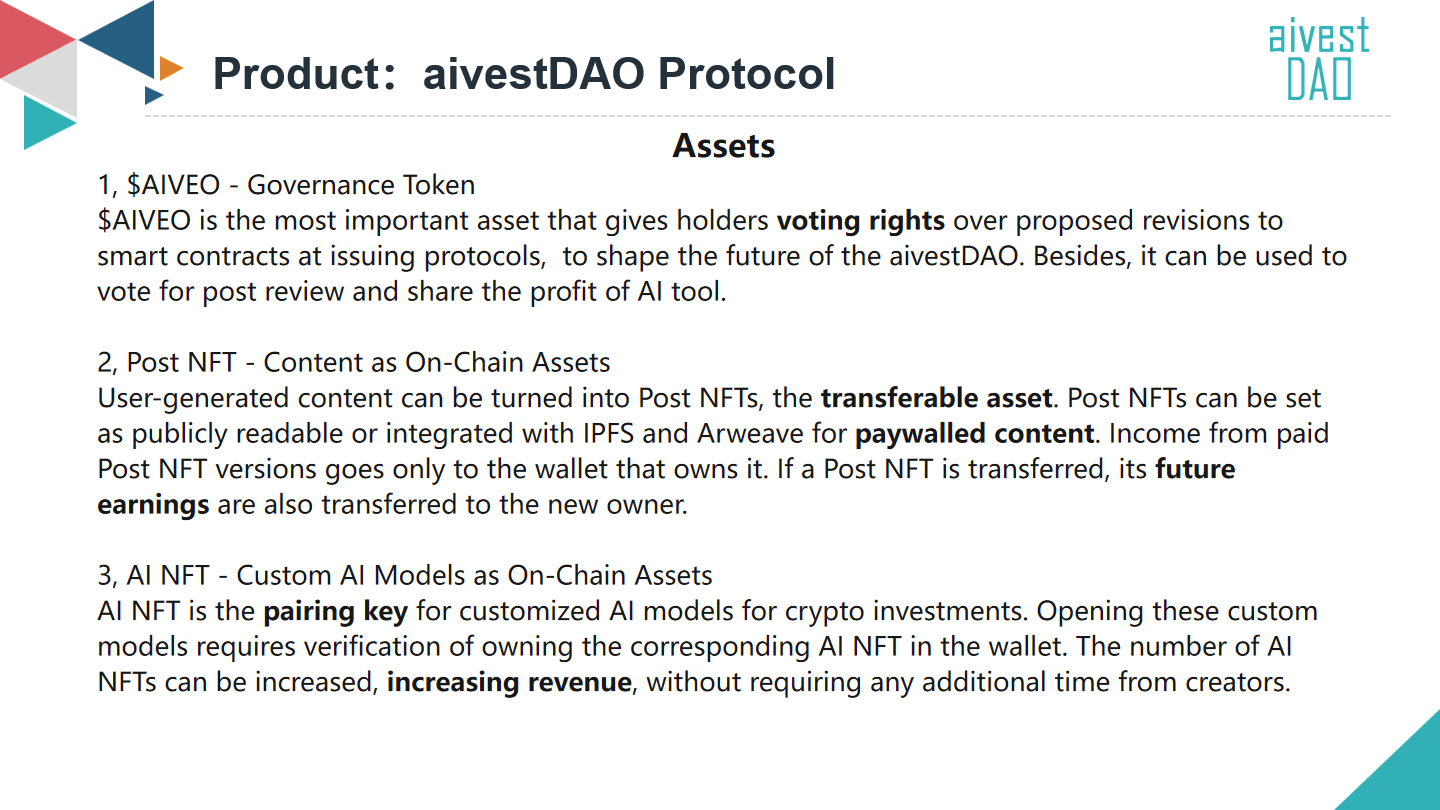 Product： aivestDAO Protocol
aivest
DAO
Assets
1, $AIVEO - Governance Token
$AIVEO is the most important asset that gives holders voting rights over proposed revisions to
smart contracts at issuing protocols,  to shape the future of the aivestDAO. Besides, it can be used to
vote for post review and share the profit of AI tool.
2, Post NFT - Content as On-Chain Assets
User-generated content can be turned into Post NFTs, the transferable asset. Post NFTs can be set
as publicly readable or integrated with IPFS and Arweave for paywalled content. Income from paid
Post NFT versions goes only to the wallet that owns it. If a Post NFT is transferred, its future
earnings are also transferred to the new owner.
3, AI NFT - Custom AI Models as On-Chain Assets
AI NFT is the pairing key for customized AI models for crypto investments. Opening these custom
models requires verification of owning the corresponding AI NFT in the wallet. The number of AI
NFTs can be increased, increasing revenue, without requiring any additional time from creators.